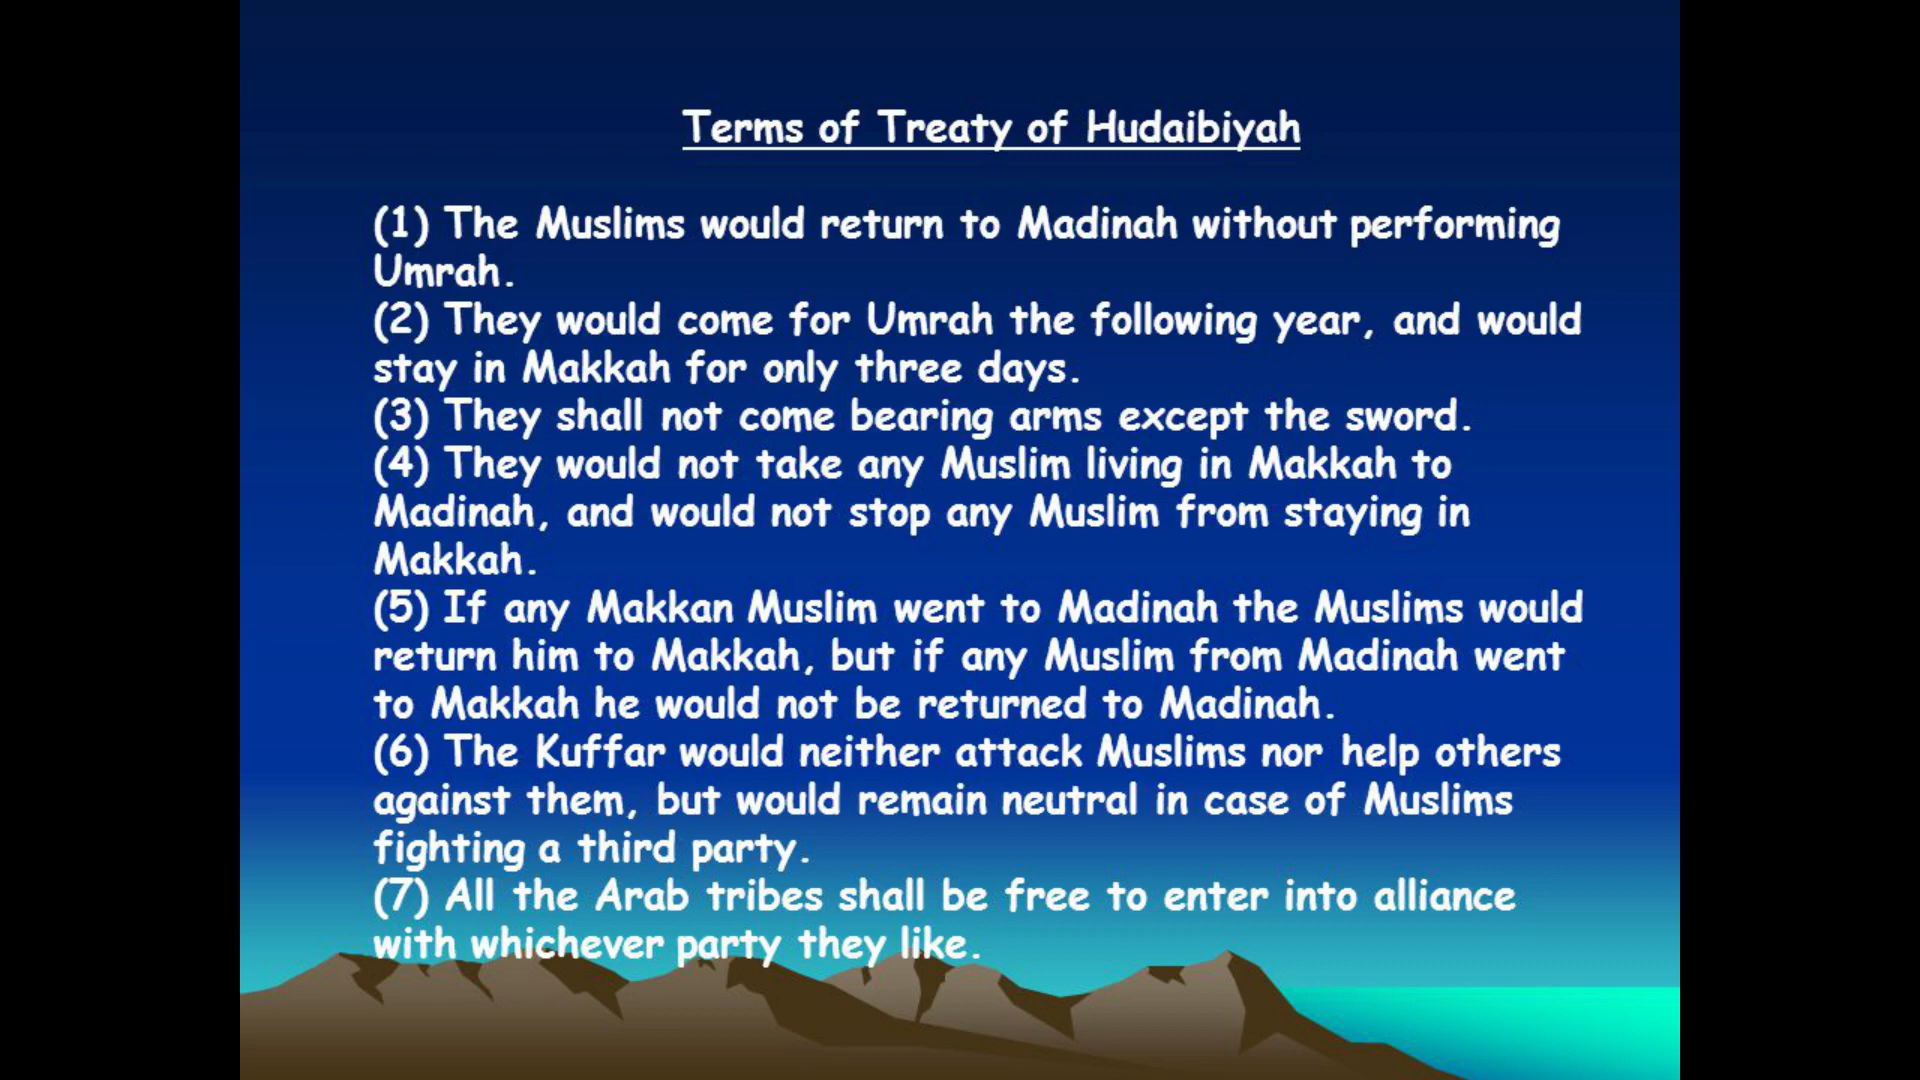 Terms of Treaty of Hudaibiyah
(1) The Muslims would return to Madinah without performing
Umrah.
(2) They would come for Umrah the following year, and would
stay in Makkah for only three days.
(3) They shall not come bearing arms except the sword.
(4) They would not take any Muslim living in Makkah to
Madinah, and would not stop any Muslim from staying in
Makkah.
(5) If any Makkan Muslim went to Madinah the Muslims would
return him to Makkah, but if any Muslim from Madinah went
to Makkah he would not be returned to Madinah.
(6) The Kuffar would neither attack Muslims nor help others
against them, but would remain neutral in case of Muslims
fighting a third party.
(7) All the Arab tribes shall be free to enter into alliance
with whichever party they like.